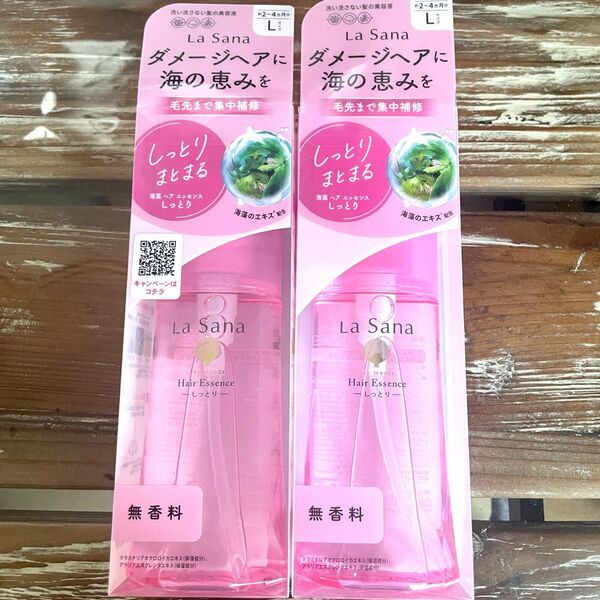 洗い流さない髪の美容液
約2~4ヵ月分
Lサイズ
La Sana
ダメージヘアに
海の恵みを
毛先まで集中補修
しっとり
まとまる
海藻 ヘア エッセンス
しっとり
海藻のエキス*配合
キャンペーンは
コチラ
La Sana
Hair Essence
しっとり
無香料
洗い流さない髪の美容液
約2~4ヵ月分
Lサイズ
La Sana
ダメージヘアに
海の恵みを
毛先まで集中補修
しっとり
まとまる
海藻 ヘア エッセンス
しっとり
海藻のエキス*配合
La Sana
Hair Essence
しっとり
無香料